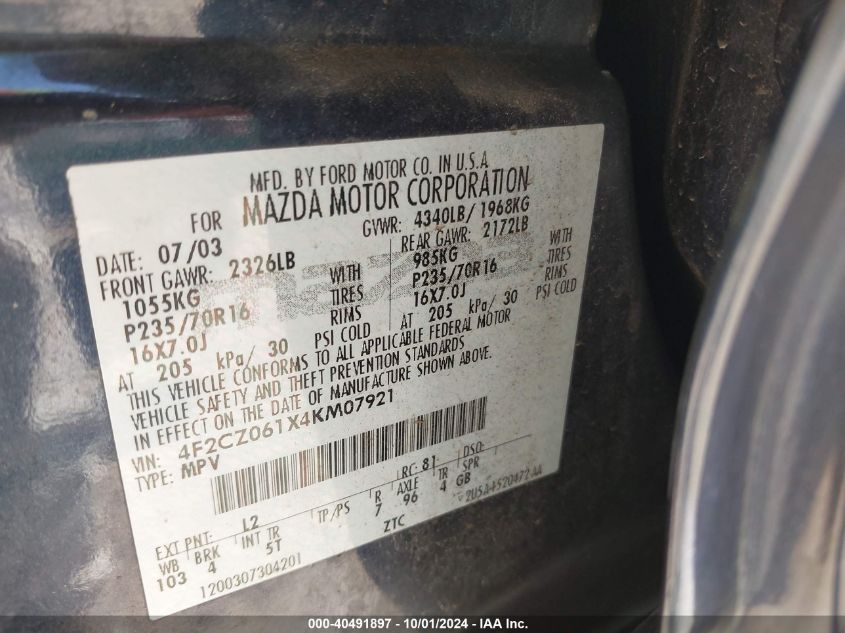 MFD. BY FORD MOTOR CO. IN U.S.A
FOR MAZDA MOTOR CORPORATION
DATE: 07/03 GVWR: 4340LB/1968KG
FRONT GAWR: 2326LB REAR GAWR: 2172LB
1055KG WITH 985KG WITH
P235/70R16 TIRES P235/70R16 TIRES
16X7.0J RIMS 16X7.0J RIMS
AT 205 kPa/ 30 PSI COLD AT 205 kPa/ 30 PSI COLD
THIS VEHICLE CONFORMS TO ALL APPLICABLE FEDERAL MOTOR
VEHICLE SAFETY AND THEFT PREVENTION STANDARDS
IN EFFECT ON THE DATE OF MANUFACTURE SHOWN ABOVE.
VIN: 4F2CZ061X4KM07921
TYPE: MPV
EXT PNT: L2 RC: 81 DSO:
WB BRK INT TR TP/PS R AXLE TR SPR
103 4 5T 7 96 4 GB
1200307304201 ZTC
000-40491897 - 10/01/2024 - IAA Inc.